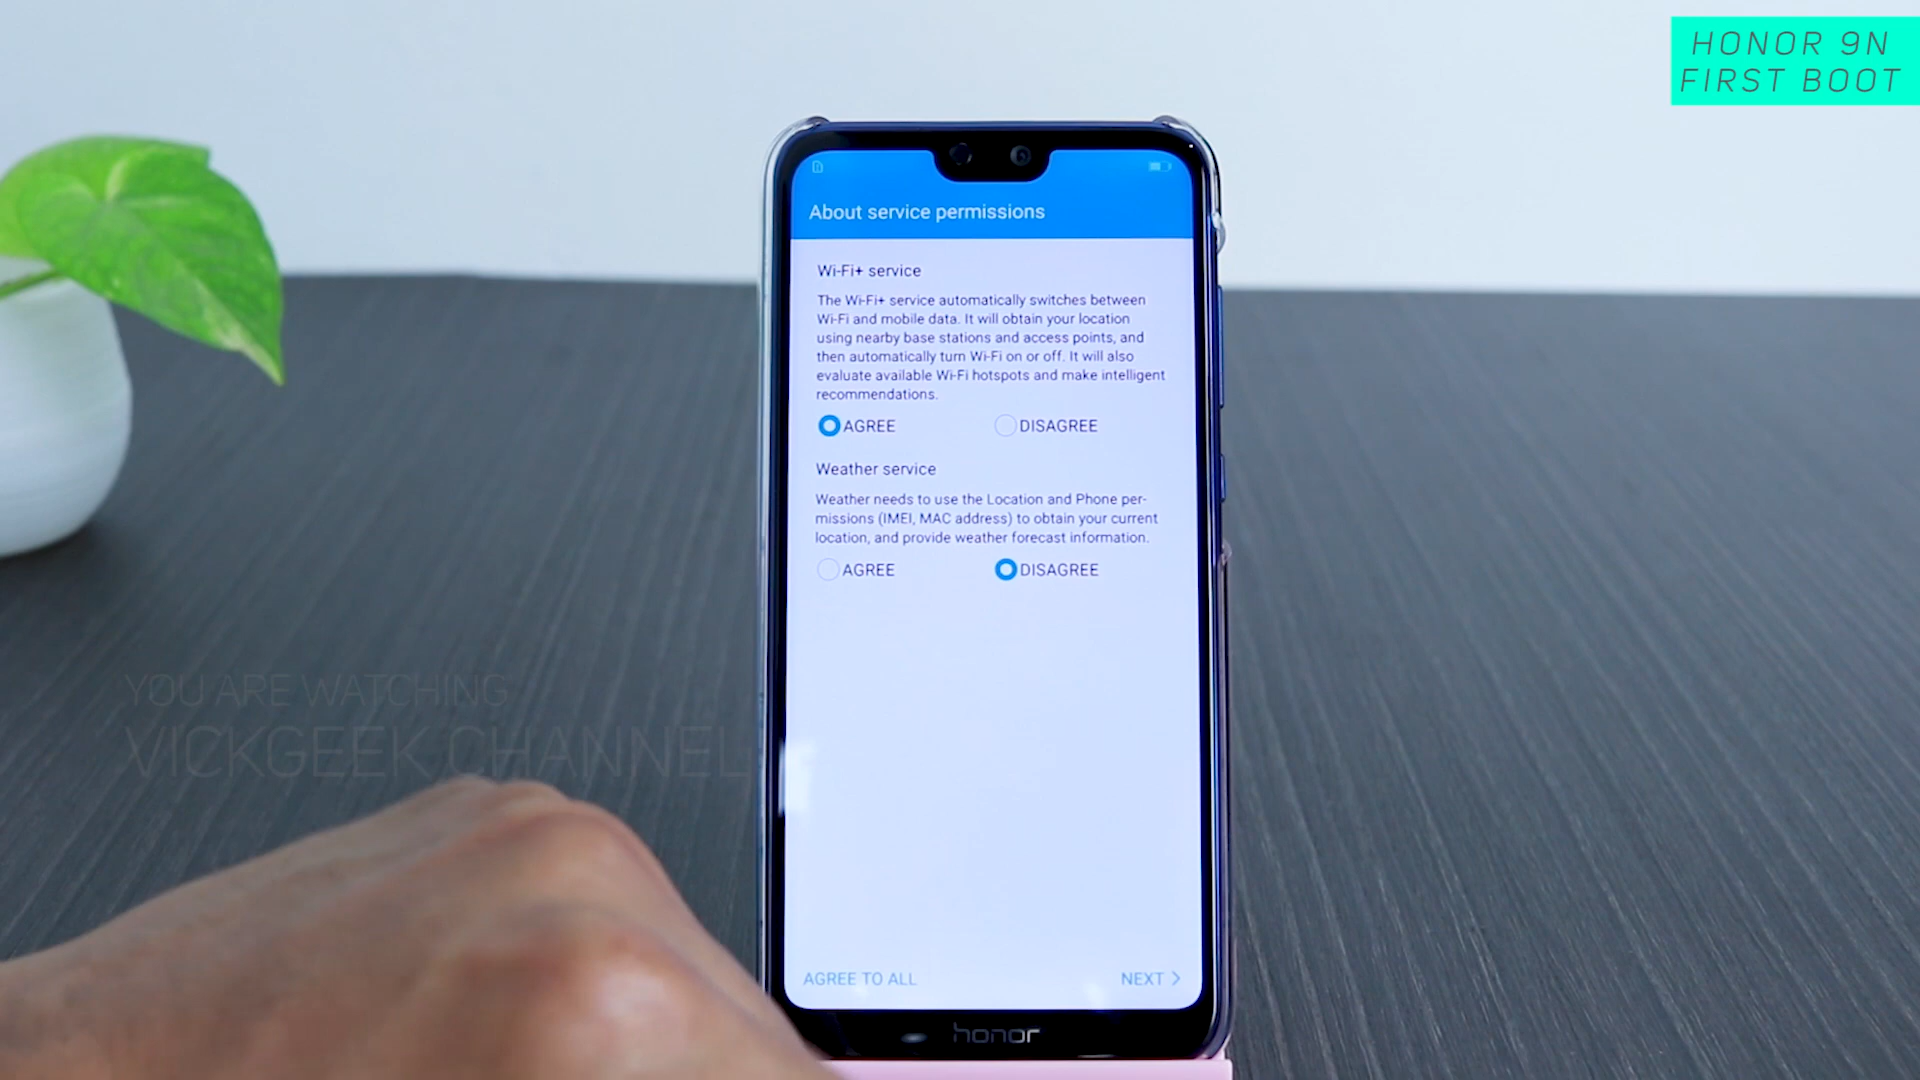 HONOR 9N
FIRST BOOT
About service permissions
Wi-Fi+ service
The Wi-Fi+ service automatically switches between
Wi-Fi and mobile data. It will obtain your location
using nearby base stations and access points, and
then automatically turn Wi-Fi on or off. It will also
evaluate available Wi-Fi hotspots and make intelligent
recommendations.
AGREE DISAGREE
Weather service
Weather needs to use the Location and Phone per-
missions (IMEI, MAC address) to obtain your current
location, and provide weather forecast information.
AGREE DISAGREE
YOU ARE WATCHING
VICKGEEK CHANNEL
AGREE TO ALL NEXT
honor